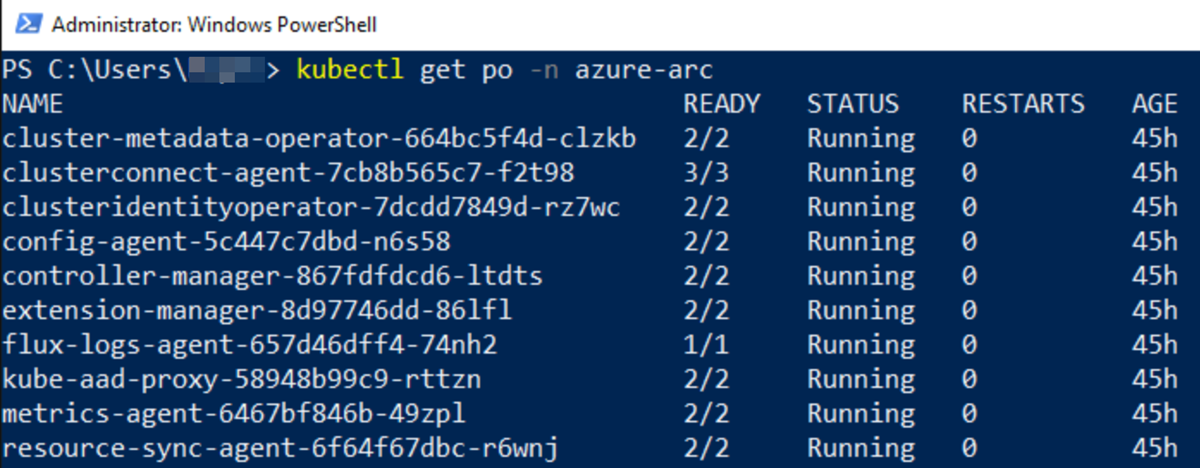 Administrator: Windows PowerShell
PS C:\Users\ > kubectl get po -n azure-arc
NAME READY STATUS RESTARTS AGE
cluster-metadata-operator-664bc5f4d-clzkb 2/2 Running 0 45h
clusterconnect-agent-7cb8b565c7-f2t98 3/3 Running 0 45h
clusteridentityoperator-7dcdd7849d-rz7wc 2/2 Running 0 45h
config-agent-5c447c7dbd-n6s58 2/2 Running 0 45h
controller-manager-867fdfdcd6-ltdts 2/2 Running 0 45h
extension-manager-8d97746dd-86lfl 2/2 Running 0 45h
flux-logs-agent-657d46dff4-74nh2 1/1 Running 0 45h
kube-aad-proxy-58948b99c9-rttzn 2/2 Running 0 45h
metrics-agent-6467bf846b-49zpl 2/2 Running 0 45h
resource-sync-agent-6f64f67dbc-r6wnj 2/2 Running 0 45h